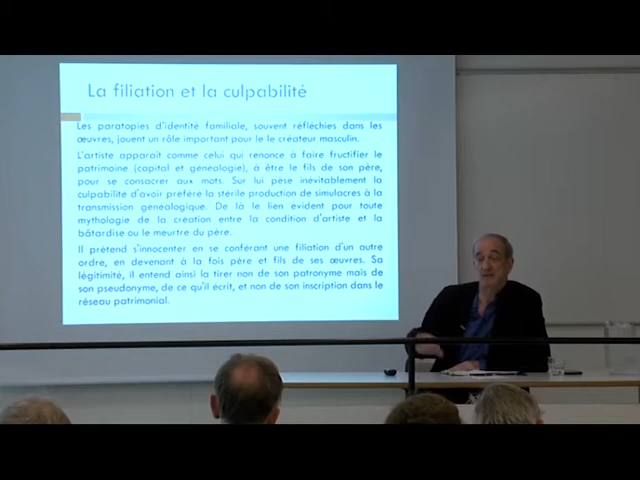 La filiation et la culpabilité
Les paratopies d'identité familiale, souvent réfléchies dans les
œuvres, jouent un rôle important pour le le créateur masculin.
L'artiste apparaît comme celui qui renonce à faire fructifier le
patrimoine (capital et genealogie), à être le fils de son père,
pour se consacrer aux mots. Sur lui pèse inévitablement la
culpabilité d'avoir préféré la stérile production de simulacres à la
transmission généalogique. De là le lien evident pour toute
mythologie de la création entre la condition d'artiste et la
bâtardise ou le meurtre du père.
Il prétend s'innocenter en se conférant une filiation d'un autre
ordre, en devenant à la fois père et fils de ses œuvres. Sa
légitimité, il entend ainsi la tirer non de son patronyme mais de
son pseudonyme, de ce qu'il écrit, et non de son inscription dans le
réseau patrimonial.